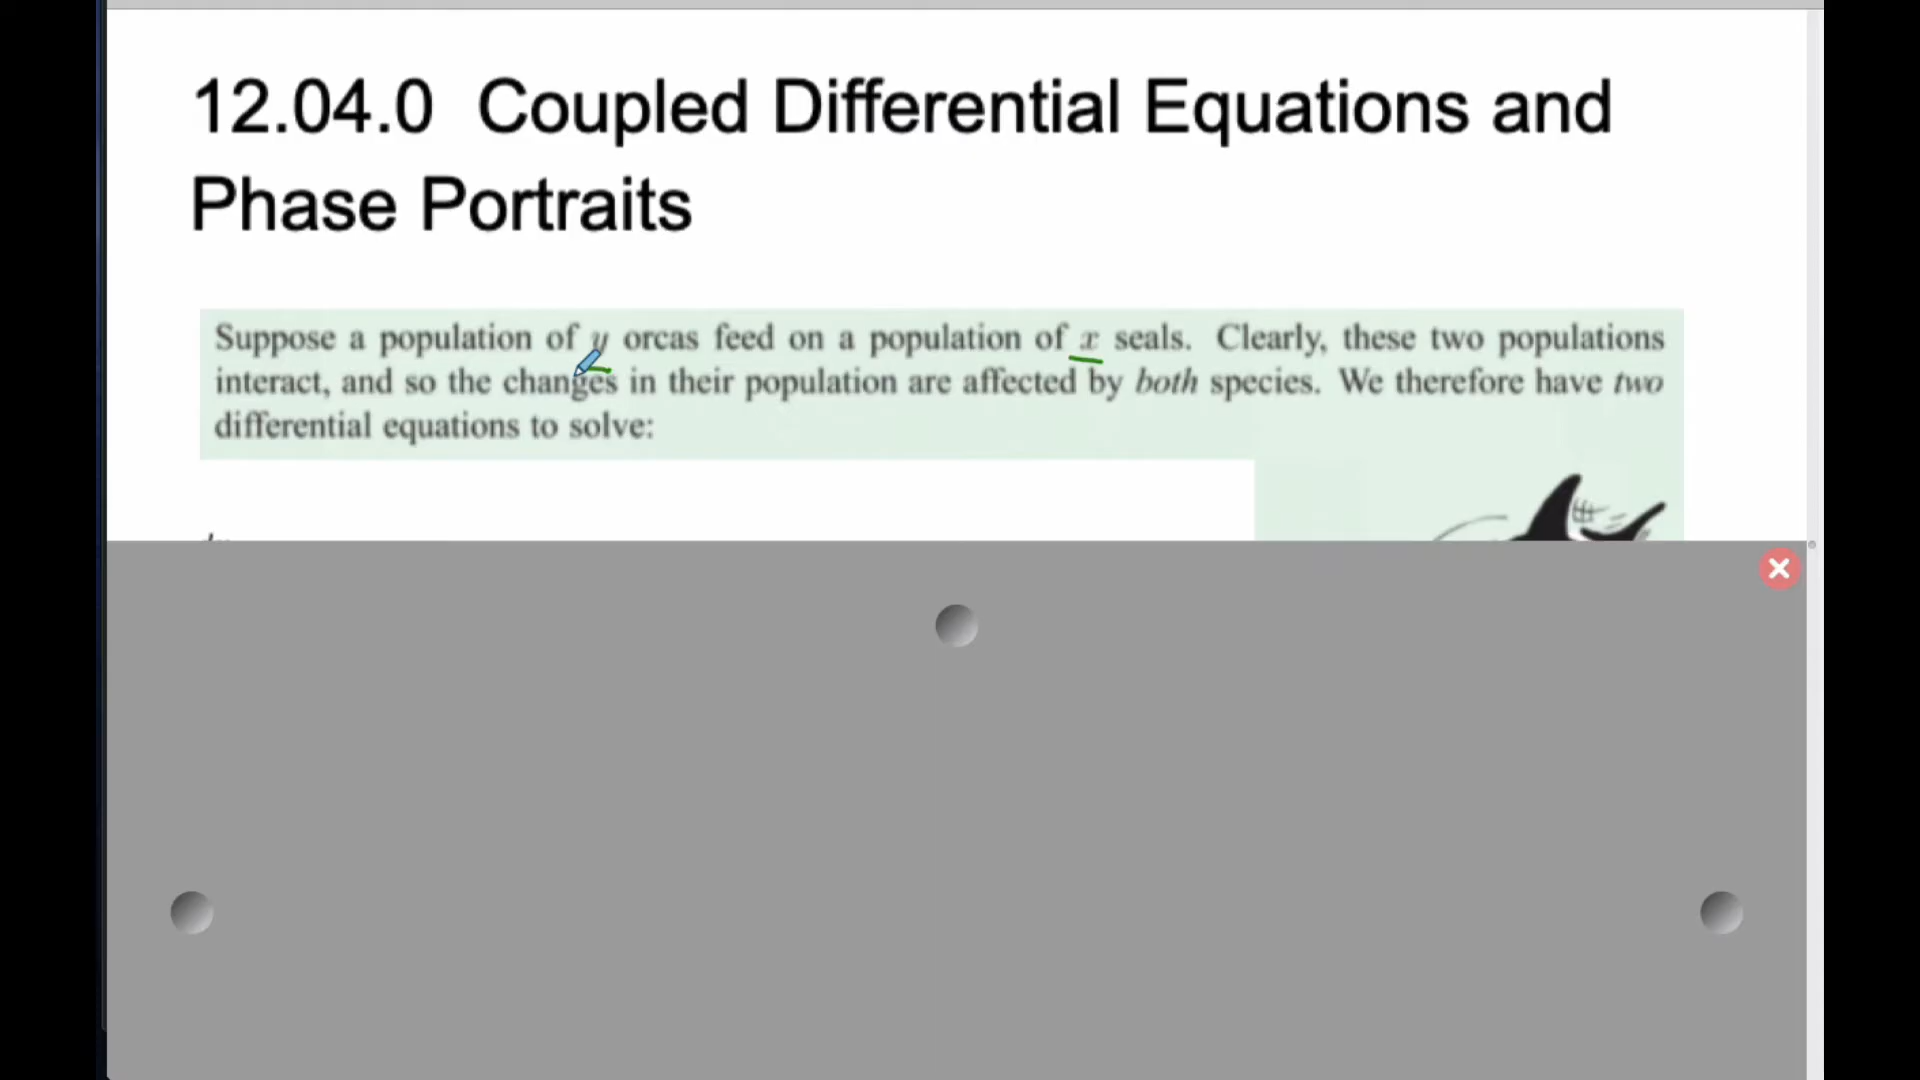 12.04.0 Coupled Differential Equations and
Phase Portraits
Suppose a population of y orcas feed on a population of x seals. Clearly, these two populations
interact, and so the changes in their population are affected by both species. We therefore have two
differential equations to solve: